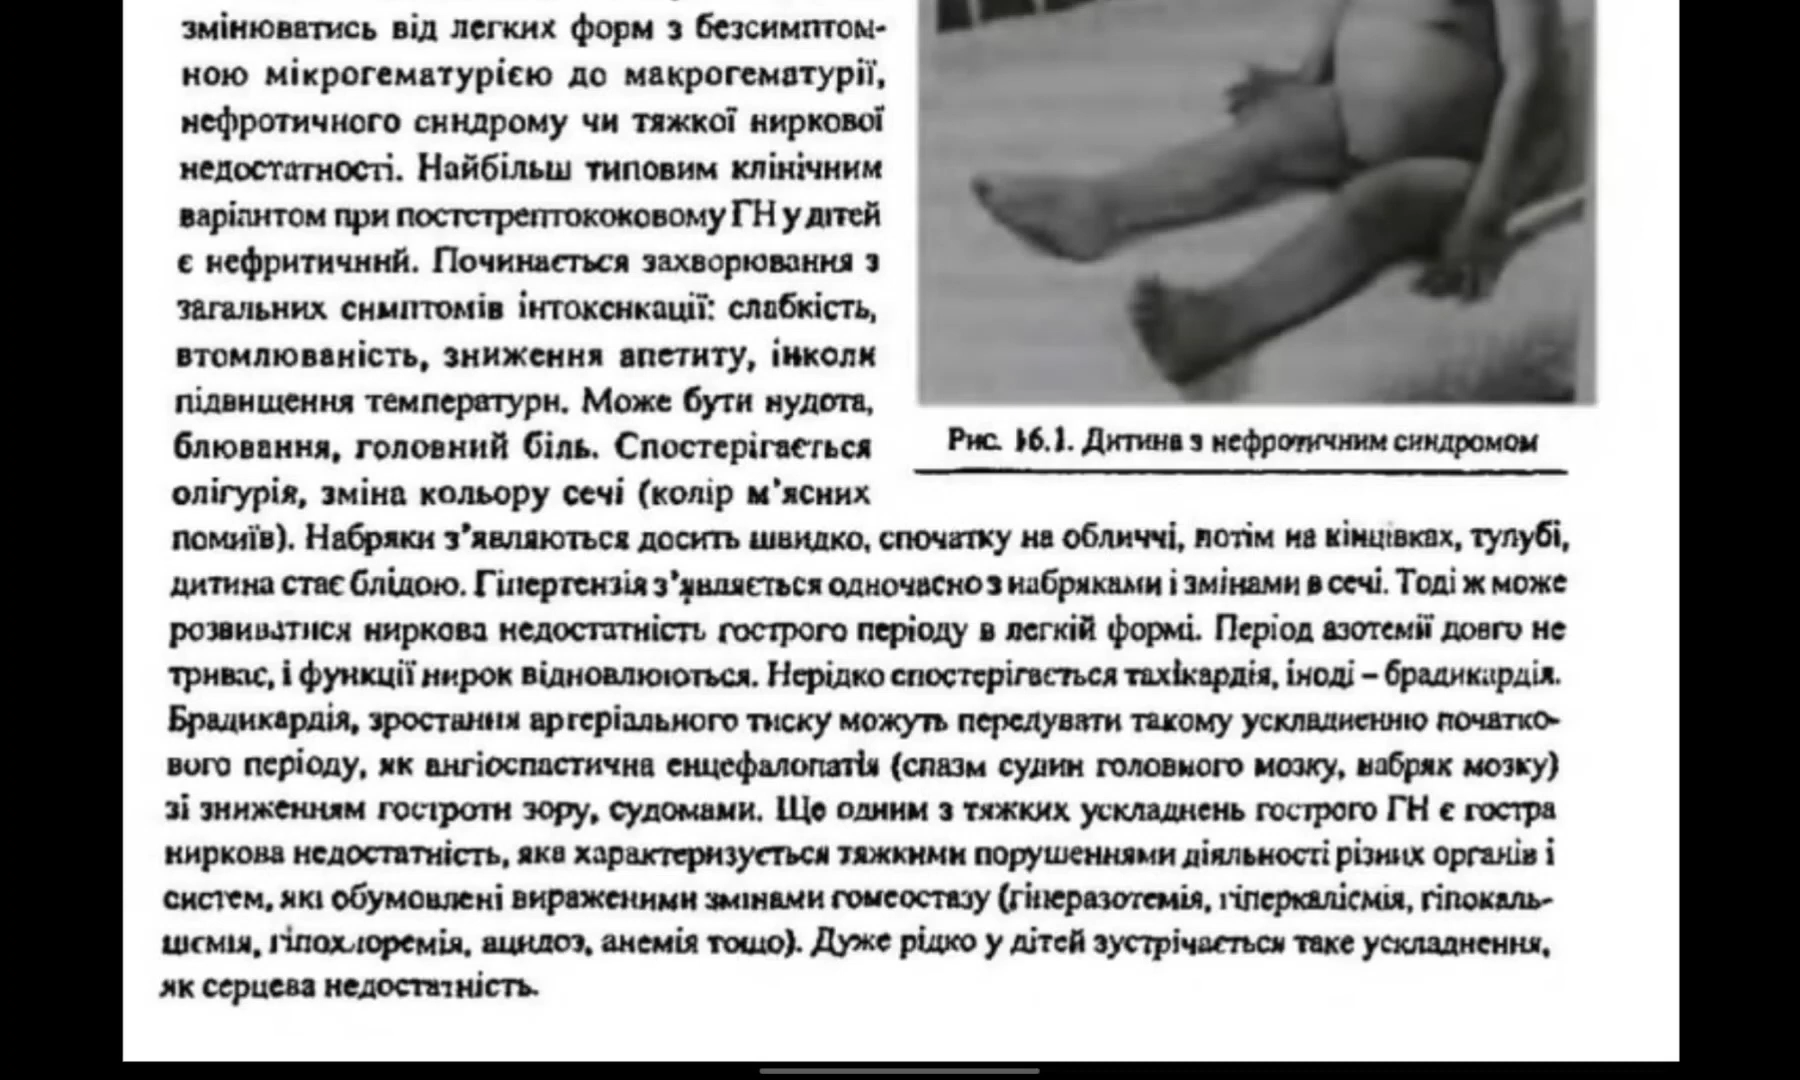 змінюватись від легких форм з безсимптом-
ною мікрогематурією до макрогематурії,
нефротичного синдрому чи тяжкої ниркової
недостатності. Найбільш типовим клінічним
варіантом при постстрептококовому ГН у дітей
є нефритичний. Починається захворювання з
загальних симптомів інтоксикації: слабкість,
втомлюваність, зниження апетиту, інколи
підвищення температури. Може бути нудота,
блювання, головний біль. Спостерігається
олігурія, зміна кольору сечі (колір м’ясних
помиїв). Набряки з’являються досить швидко, спочатку на обличчі, потім на кінцівках, тулубі,
дитина стає блідою. Гіпертензія з’являється одночасно з набряками і змінами в сечі. Тоді ж може
розвиватися ниркова недостатність гострого періоду в легкій формі. Період азотемії довго не
триває, і функції нирок відновлюються. Нерідко спостерігається тахікардія, іноді – брадикардія.
Брадикардія, зростання артеріального тиску можуть передувати такому ускладненню початко-
вого періоду, як ангіоспастична енцефалопатія (спазм судин головного мозку, набряк мозку)
зі зниженням гостроти зору, судомами. Ще одним з тяжких ускладнень гострого ГН є гостра
ниркова недостатність, яка характеризується тяжкими порушеннями діяльності різних органів і
систем, які обумовлені вираженими змінами гомеостазу (гіперазотемія, гіперкаліємія, гіпокаль-
ціємія, гіпохлоремія, ацидоз, анемія тощо). Дуже рідко у дітей зустрічається таке ускладнення,
як серцева недостатність.
Рис. 16.1. Дитина з нефротичним синдромом